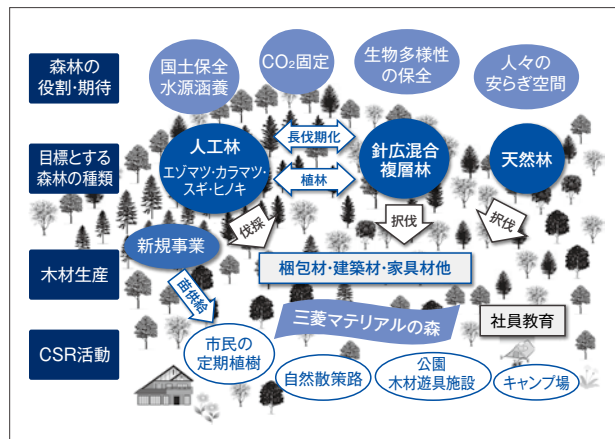 森林の
役割・期待
国土保全
水源涵養
CO₂固定
生物多様性
の保全
人々の
安らぎ空間
目標とする
森林の種類
人工林
エゾマツ・カラマツ・
スギ・ヒノキ
長伐期化
植林
針広混合
複層林
天然林
伐採
択伐
択伐
木材生産
新規事業
梱包材・建築材・家具材他
苗供給
三菱マテリアルの森
社員教育
CSR活動
市民の
定期植樹
自然散策路
公園
木材遊具施設
キャンプ場